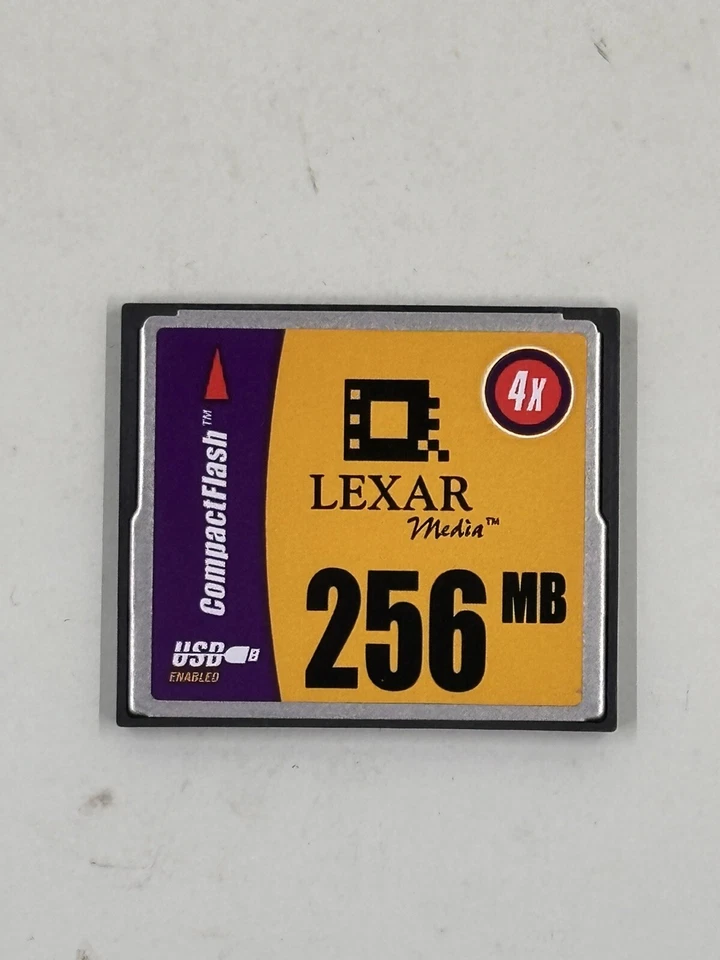 CompactFlash™
4X
LEXAR
Media™
256 MB
USB
ENABLED